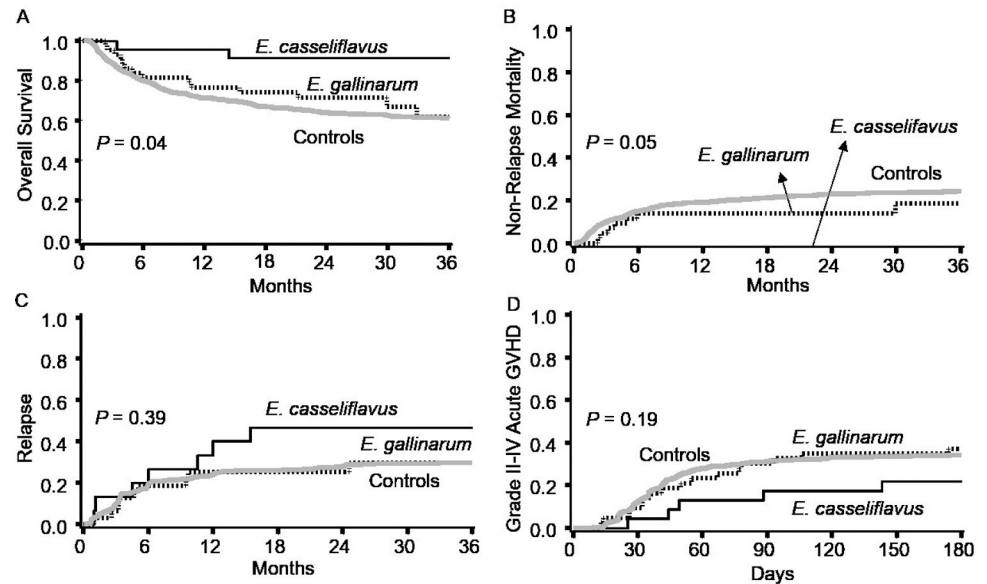 A
Overall Survival
1.0
0.8
0.6
0.4
0.2
0.0
E. casseliflavus
E. gallinarum
Controls
P = 0.04
0 6 12 18 24 30 36
Months
B
Non-Relapse Mortality
1.0
0.8
0.6
0.4
0.2
0.0
P = 0.05
E. casselifavus
E. gallinarum
Controls
0 6 12 18 24 30 36
Months
C
Relapse
1.0
0.8
0.6
0.4
0.2
0.0
P = 0.39
E. casseliflavus
E. gallinarum
Controls
0 6 12 18 24 30 36
Months
D
Grade II-IV Acute GVHD
1.0
0.8
0.6
0.4
0.2
0.0
P = 0.19
Controls
E. gallinarum
E. casseliflavus
0 30 60 90 120 150 180
Days